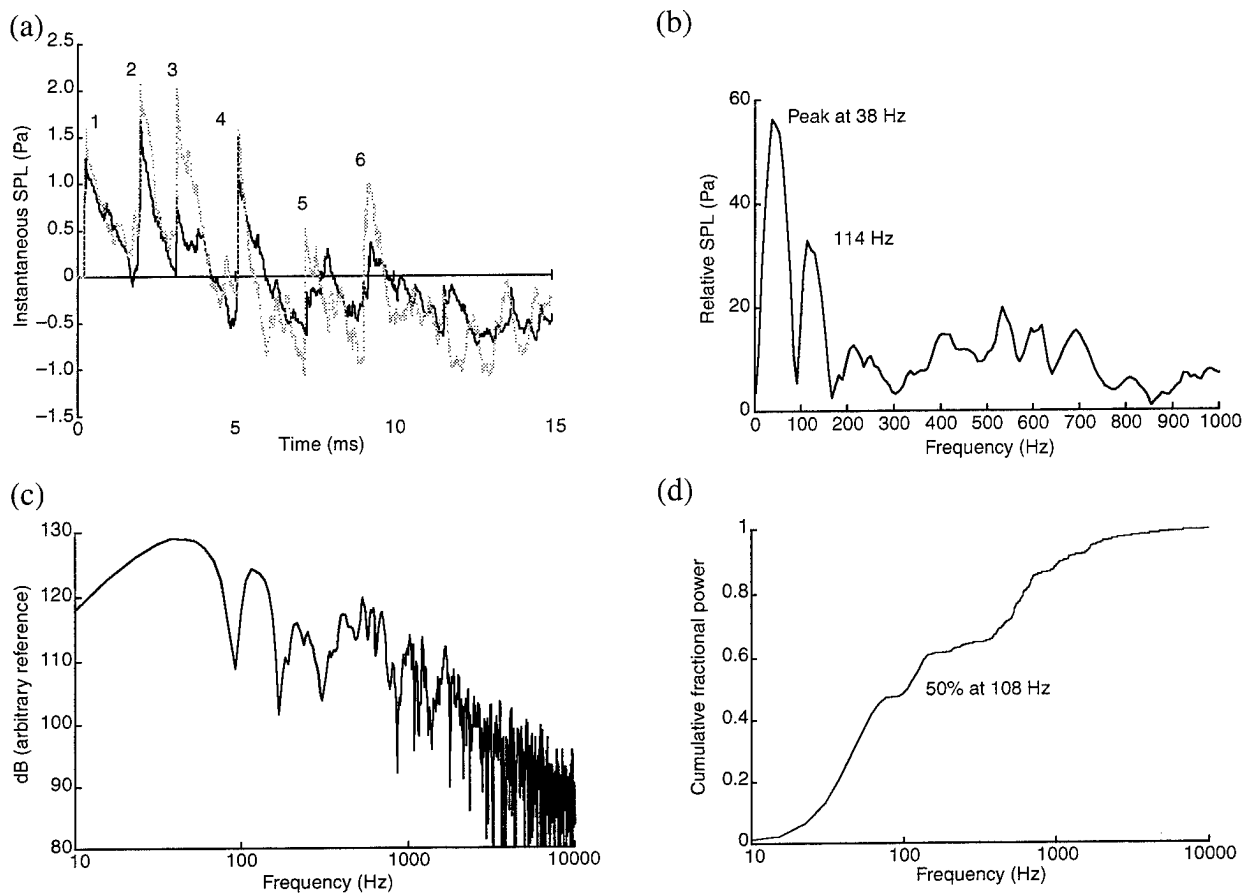 (a)
2.5
2.0
1.5
1.0
0.5
0
−0.5
−1.0
−1.5
Instantaneous SPL (Pa)
1
2
3
4
5
6
0
5
10
15
Time (ms)
(b)
60
40
20
0
Relative SPL (Pa)
Peak at 38 Hz
114 Hz
0 100 200 300 400 500 600 700 800 900 1000
Frequency (Hz)
(c)
130
120
110
100
90
80
dB (arbitrary reference)
10 100 1000 10000
Frequency (Hz)
(d)
1
0.8
0.6
0.4
0.2
0
Cumulative fractional power
50% at 108 Hz
10 100 1000 10000
Frequency (Hz)